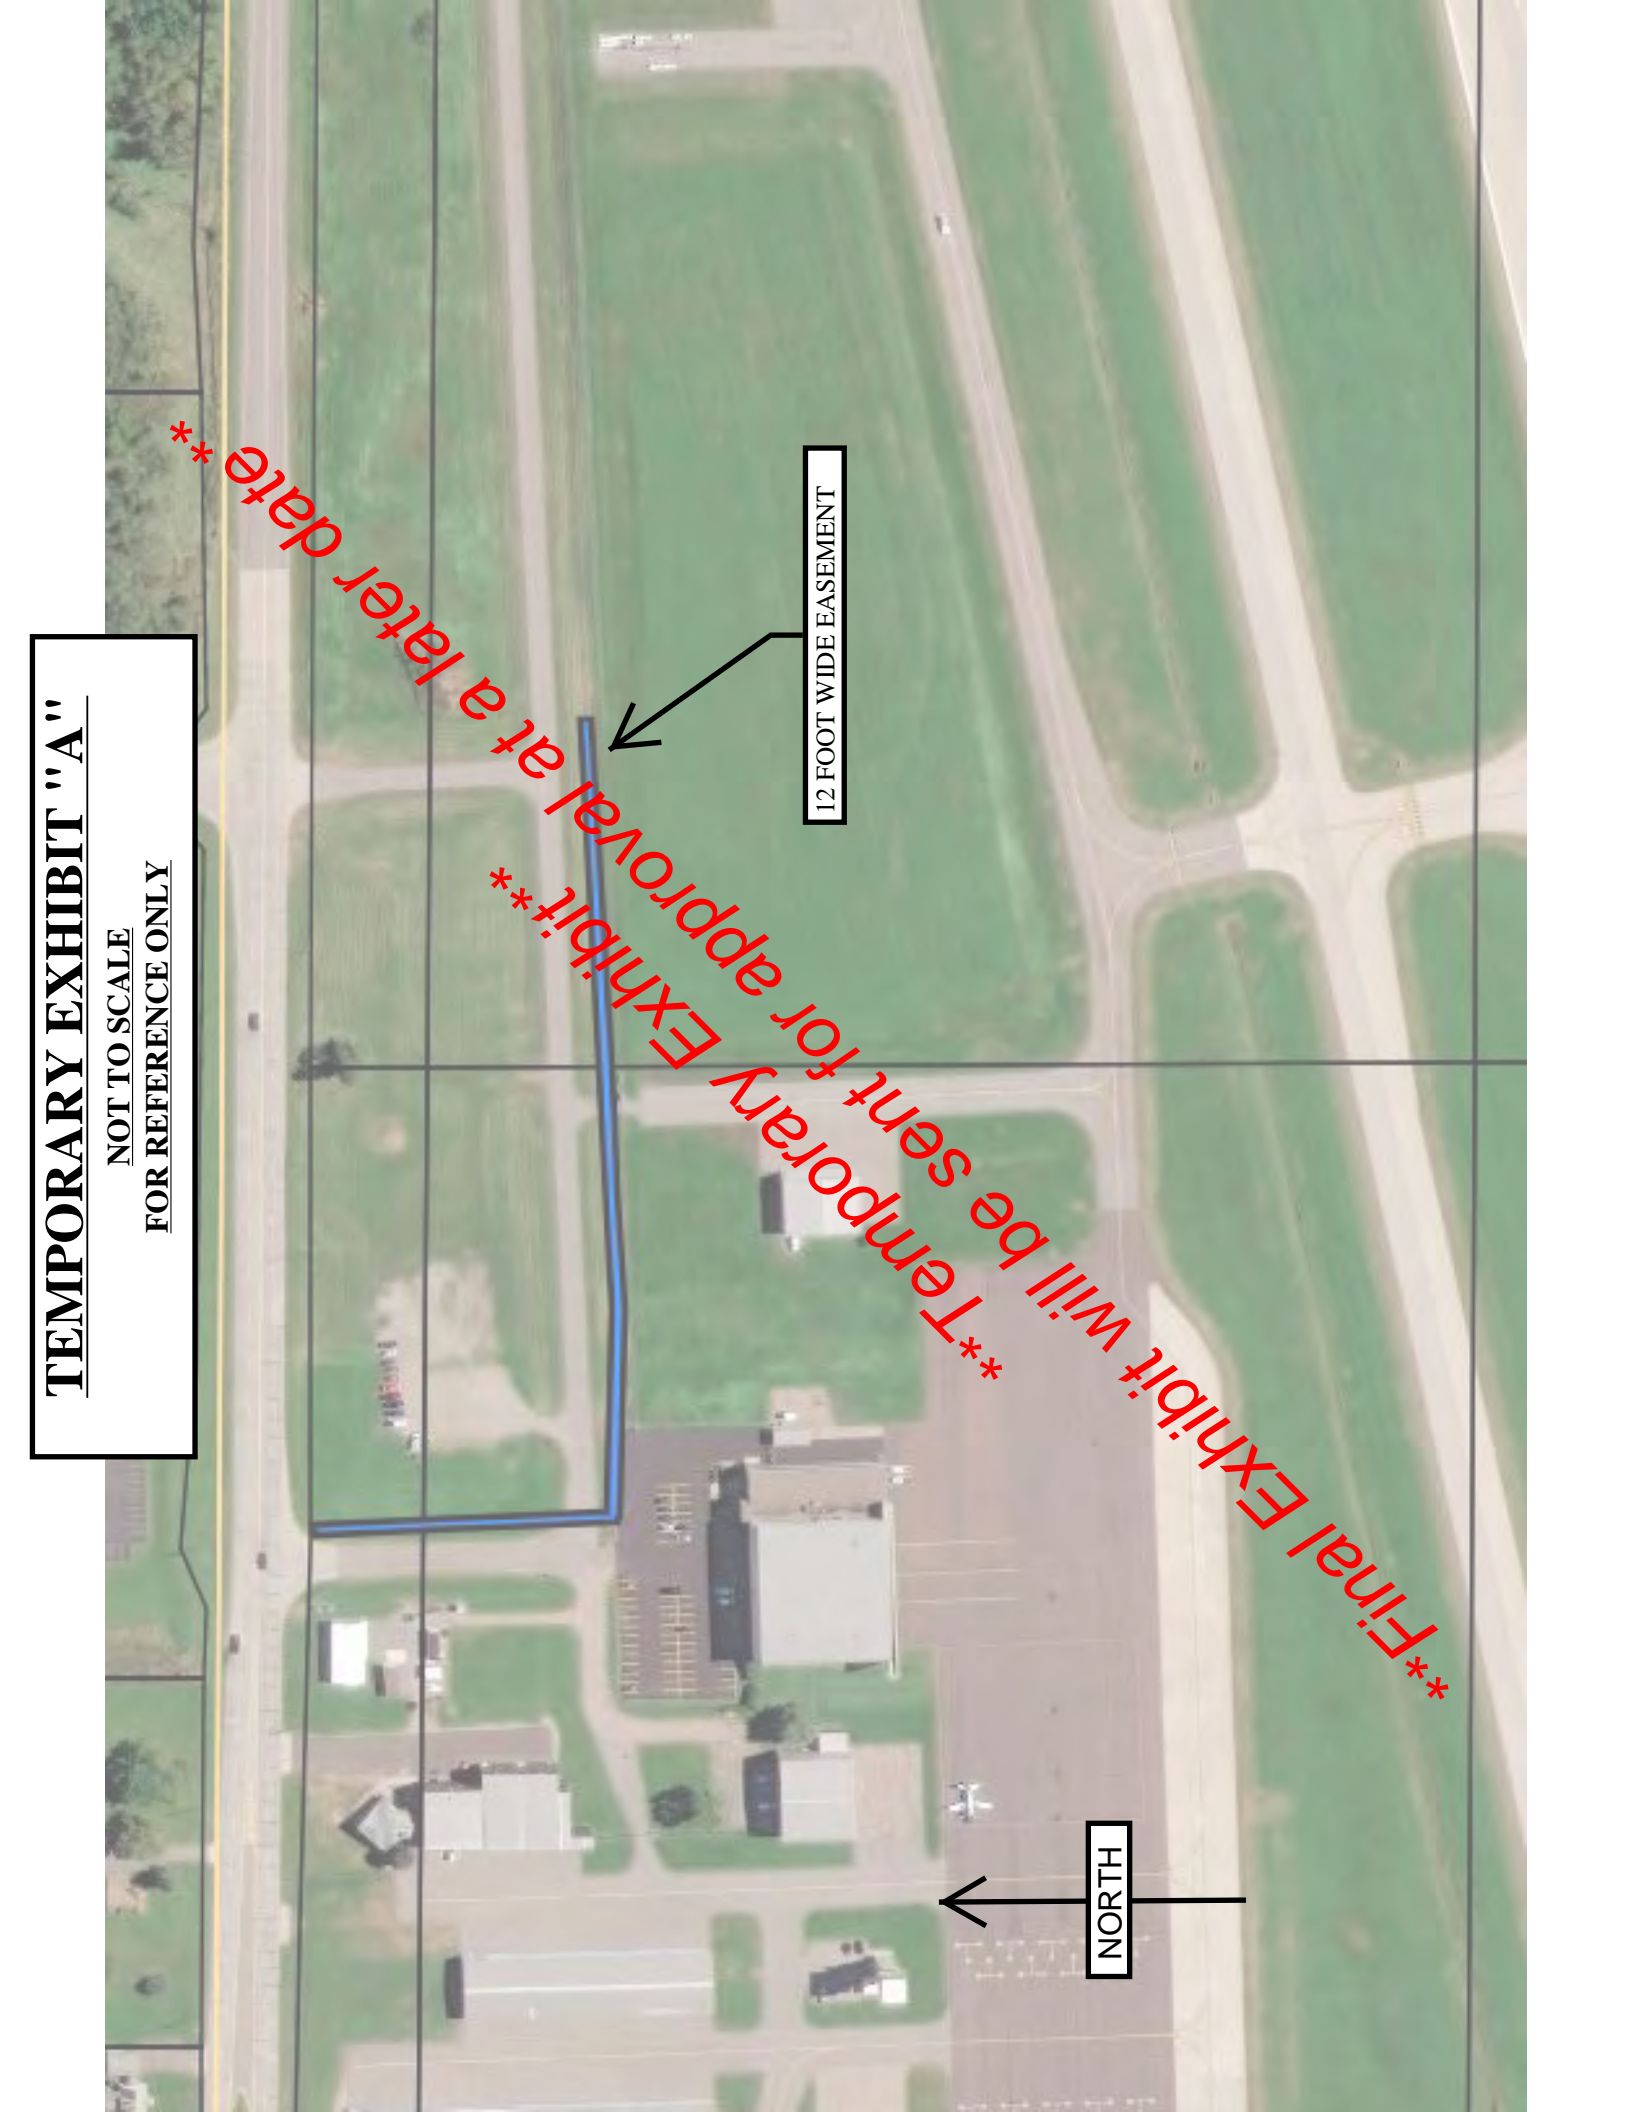 TEMPORARY EXHIBIT "A"
NOT TO SCALE
FOR REFERENCE ONLY
12 FOOT WIDE EASEMENT
**Temporary Exhibit**
**Final Exhibit will be sent for approval at a later date **
NORTH